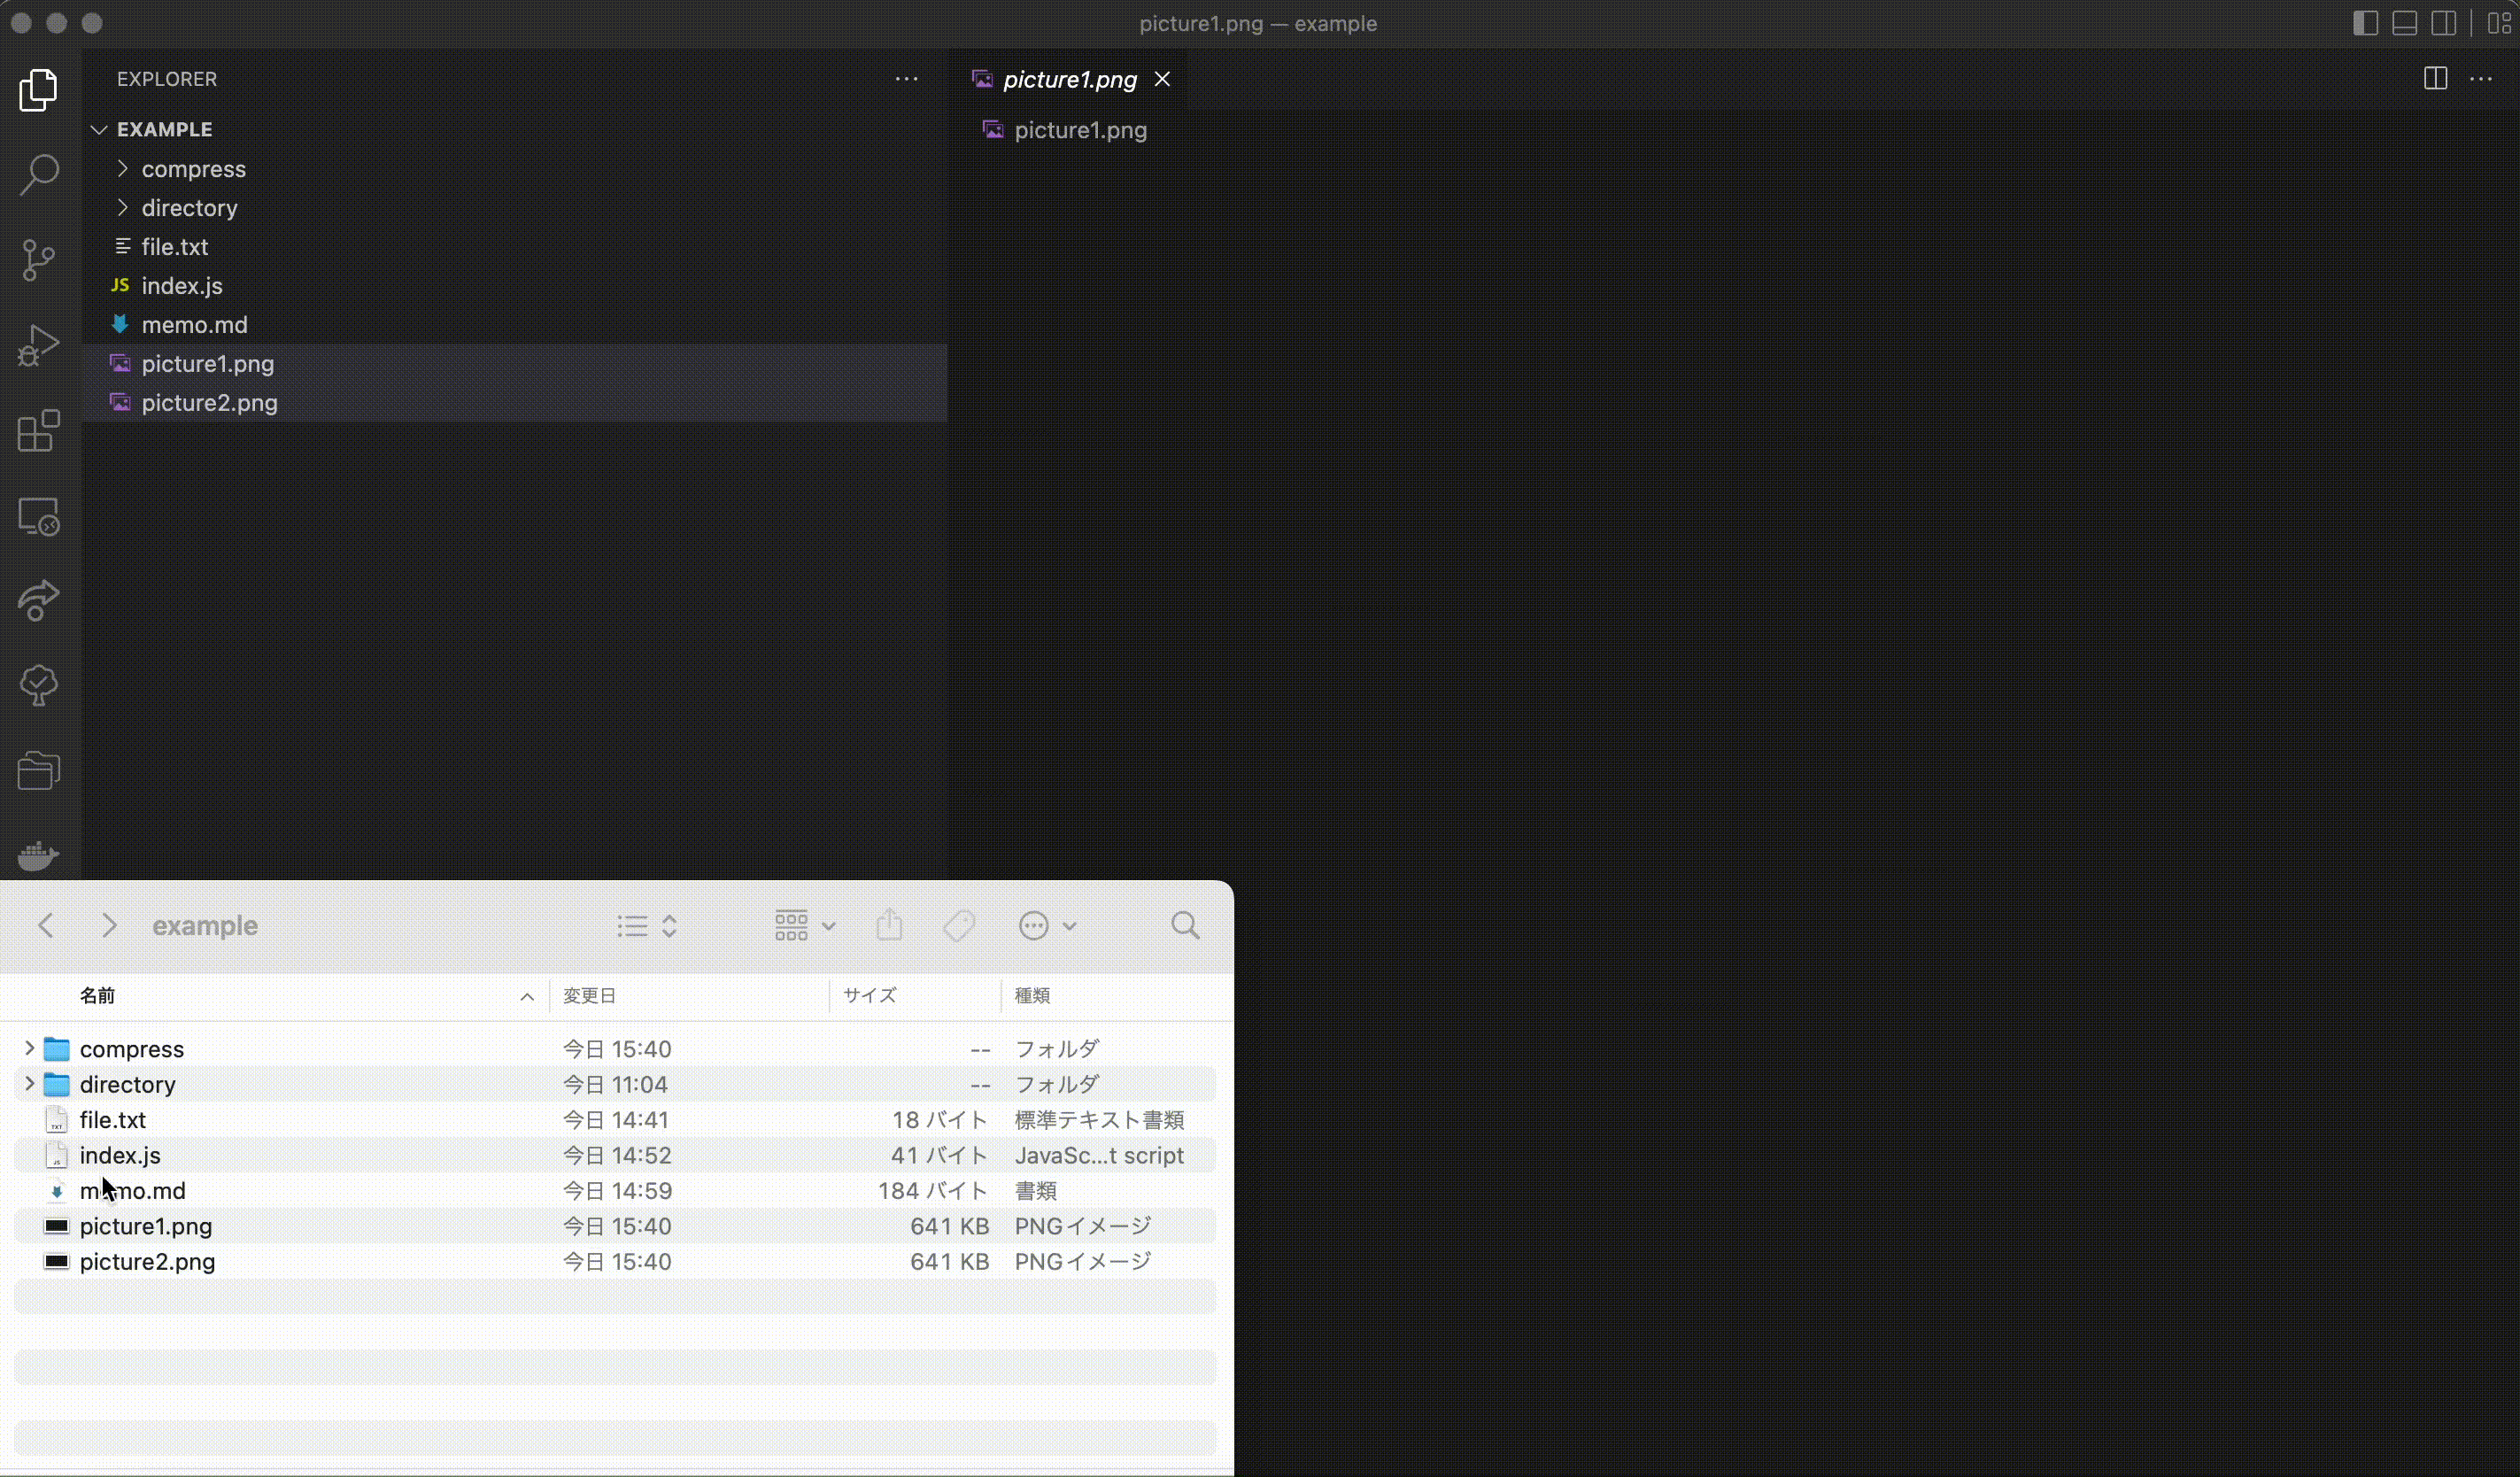 picture1.png — example
EXPLORER
picture1.png
EXAMPLE
picture1.png
compress
directory
file.txt
JS index.js
memo.md
picture1.png
picture2.png
example
名前 変更日 サイズ 種類
compress 今日 15:40 -- フォルダ
directory 今日 11:04 -- フォルダ
file.txt 今日 14:41 18 バイト 標準テキスト書類
index.js 今日 14:52 41 バイト JavaSc...t script
memo.md 今日 14:59 184 バイト 書類
picture1.png 今日 15:40 641 KB PNGイメージ
picture2.png 今日 15:40 641 KB PNGイメージ